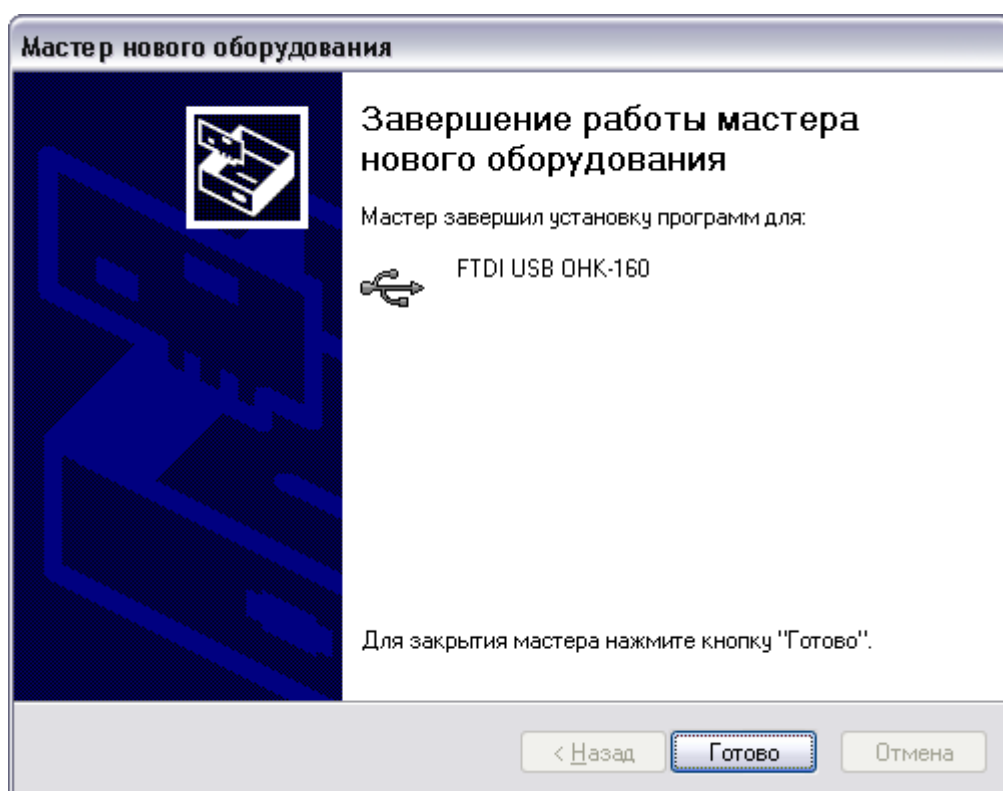 Мастер нового оборудования
Завершение работы мастера
нового оборудования
Мастер завершил установку программ для:
FTDI USB ОНК-160
Для закрытия мастера нажмите кнопку "Готово".
< Назад
Готово
Отмена